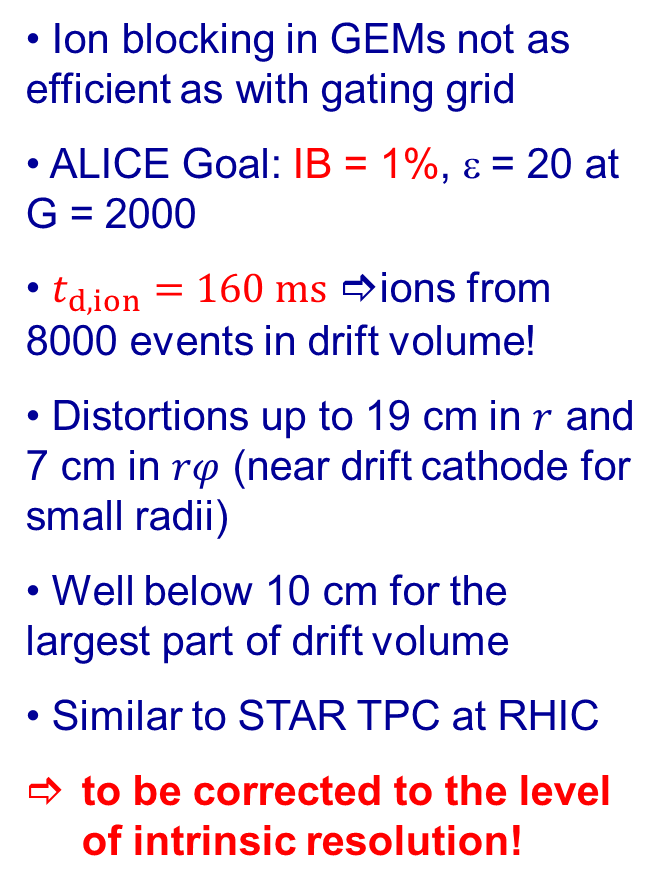 • Ion blocking in GEMs not as
efficient as with gating grid
• ALICE Goal: IB = 1%, ε = 20 at
G = 2000
• t_d,ion = 160 ms ⇨ions from
8000 events in drift volume!
• Distortions up to 19 cm in r and
7 cm in rφ (near drift cathode for
small radii)
• Well below 10 cm for the
largest part of drift volume
• Similar to STAR TPC at RHIC
⇨ to be corrected to the level
of intrinsic resolution!